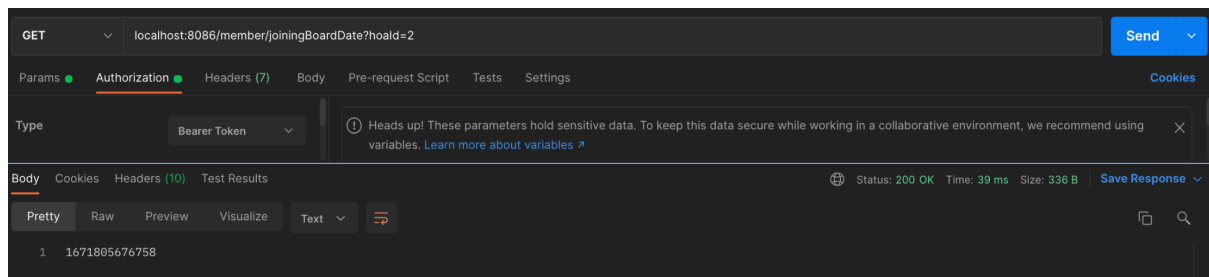 GET localhost:8086/member/joiningBoardDate?hoaId=2 Send
Params Authorization Headers (7) Body Pre-request Script Tests Settings Cookies
Type Bearer Token Heads up! These parameters hold sensitive data. To keep this data secure while working in a collaborative environment, we recommend using
variables. Learn more about variables ↗
Body Cookies Headers (10) Test Results Status: 200 OK Time: 39 ms Size: 336 B Save Response
Pretty Raw Preview Visualize Text
1 1671805676758